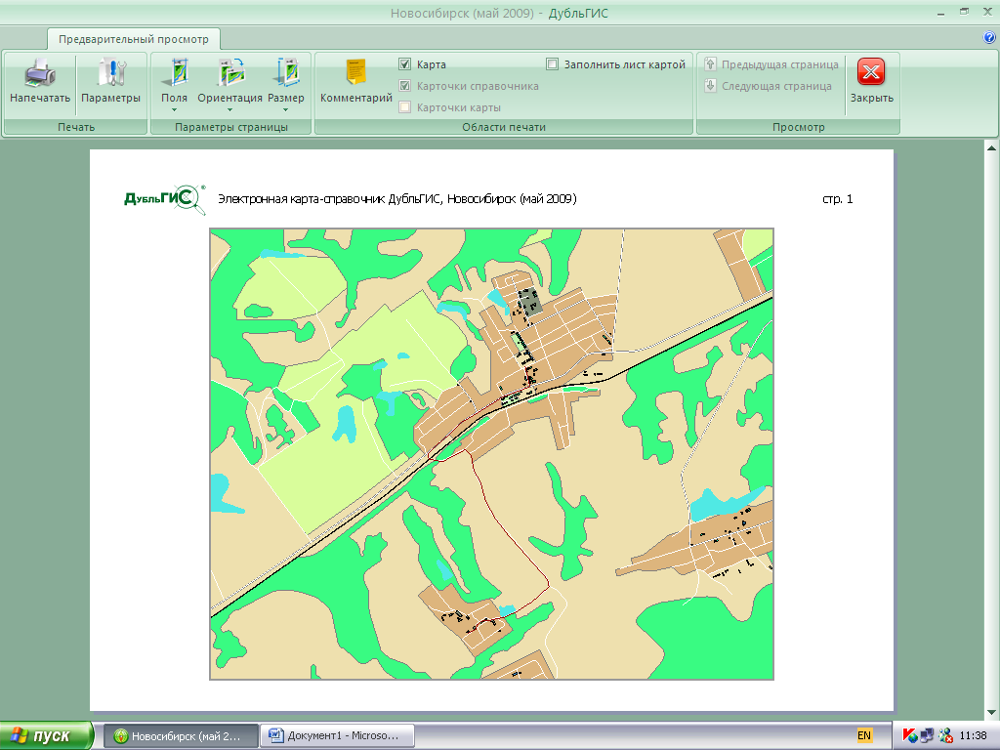 Новосибирск (май 2009) - ДубльГИС
Предварительный просмотр
Напечатать
Параметры
Печать
Поля
Ориентация
Размер
Параметры страницы
Комментарий
Карта
Карточки справочника
Карточки карты
Заполнить лист картой
Области печати
Предыдущая страница
Следующая страница
Закрыть
Просмотр
ДубльГИС ®
Электронная карта-справочник ДубльГИС, Новосибирск (май 2009)
стр. 1
пуск
Новосибирск (май 2...
Документ1 - Microso...
EN
11:38